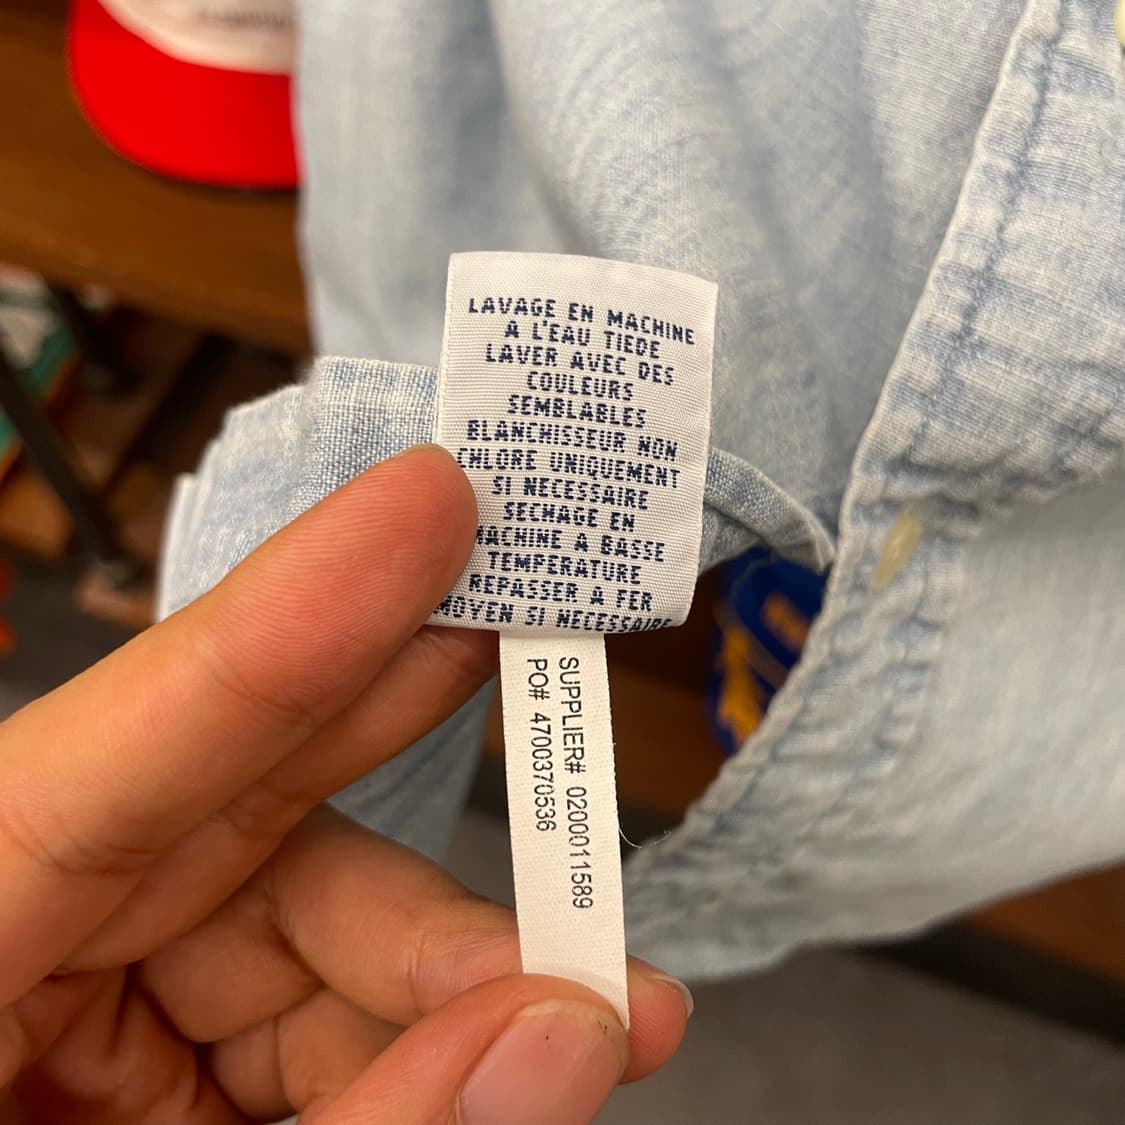 LAVAGE EN MACHINE
A L'EAU TIEDE
LAVER AVEC DES
COULEURS
SEMBLABLES
BLANCHISSEUR NON
CHLORE UNIQUEMENT
SI NECESSAIRE
SECHAGE EN
MACHINE A BASSE
TEMPERATURE
REPASSER A FER
MOYEN SI NECESSAIRE
SUPPLIER# 0200011589
PO# 4700370536